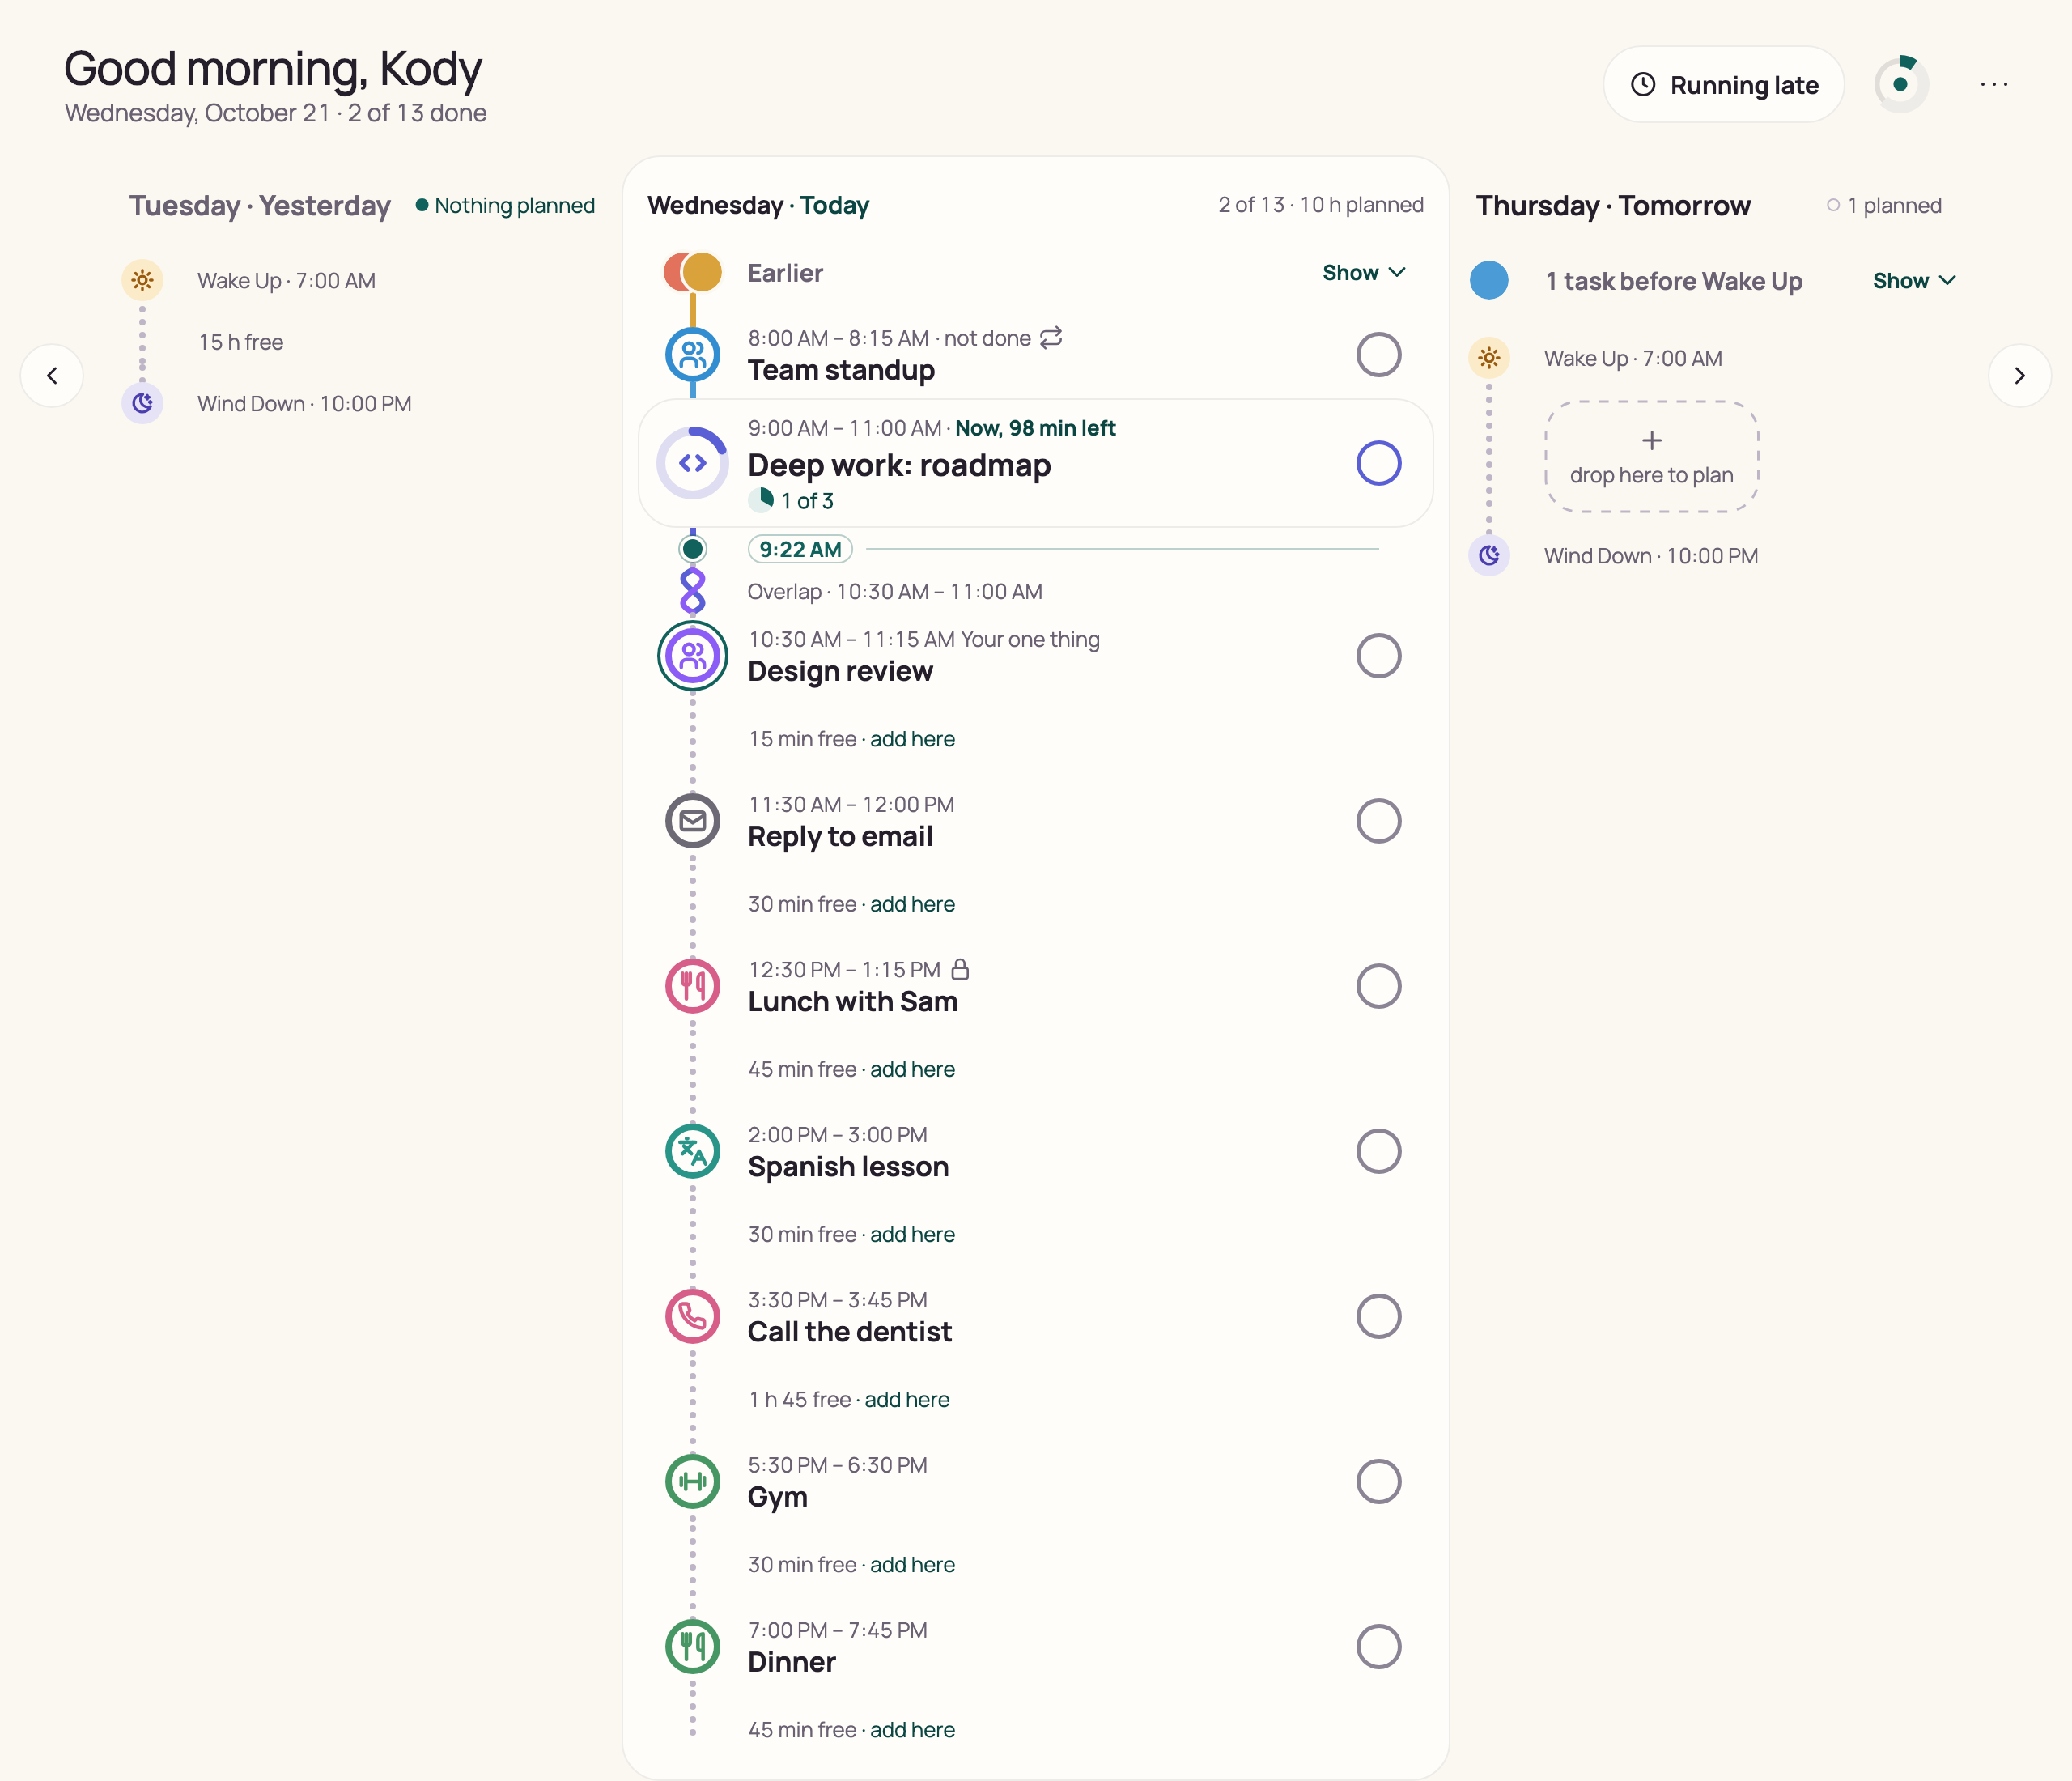 Good morning, Kody
Wednesday, October 21 · 2 of 13 done
Running late
Tuesday · Yesterday
Nothing planned
Wake Up · 7:00 AM
15 h free
Wind Down · 10:00 PM
Wednesday · Today
2 of 13 · 10 h planned
Earlier
Show
8:00 AM – 8:15 AM · not done
Team standup
9:00 AM – 11:00 AM · Now, 98 min left
Deep work: roadmap
1 of 3
9:22 AM
Overlap · 10:30 AM – 11:00 AM
10:30 AM – 11:15 AM Your one thing
Design review
15 min free · add here
11:30 AM – 12:00 PM
Reply to email
30 min free · add here
12:30 PM – 1:15 PM
Lunch with Sam
45 min free · add here
2:00 PM – 3:00 PM
Spanish lesson
30 min free · add here
3:30 PM – 3:45 PM
Call the dentist
1 h 45 free · add here
5:30 PM – 6:30 PM
Gym
30 min free · add here
7:00 PM – 7:45 PM
Dinner
45 min free · add here
Thursday · Tomorrow
1 planned
1 task before Wake Up
Show
Wake Up · 7:00 AM
drop here to plan
Wind Down · 10:00 PM